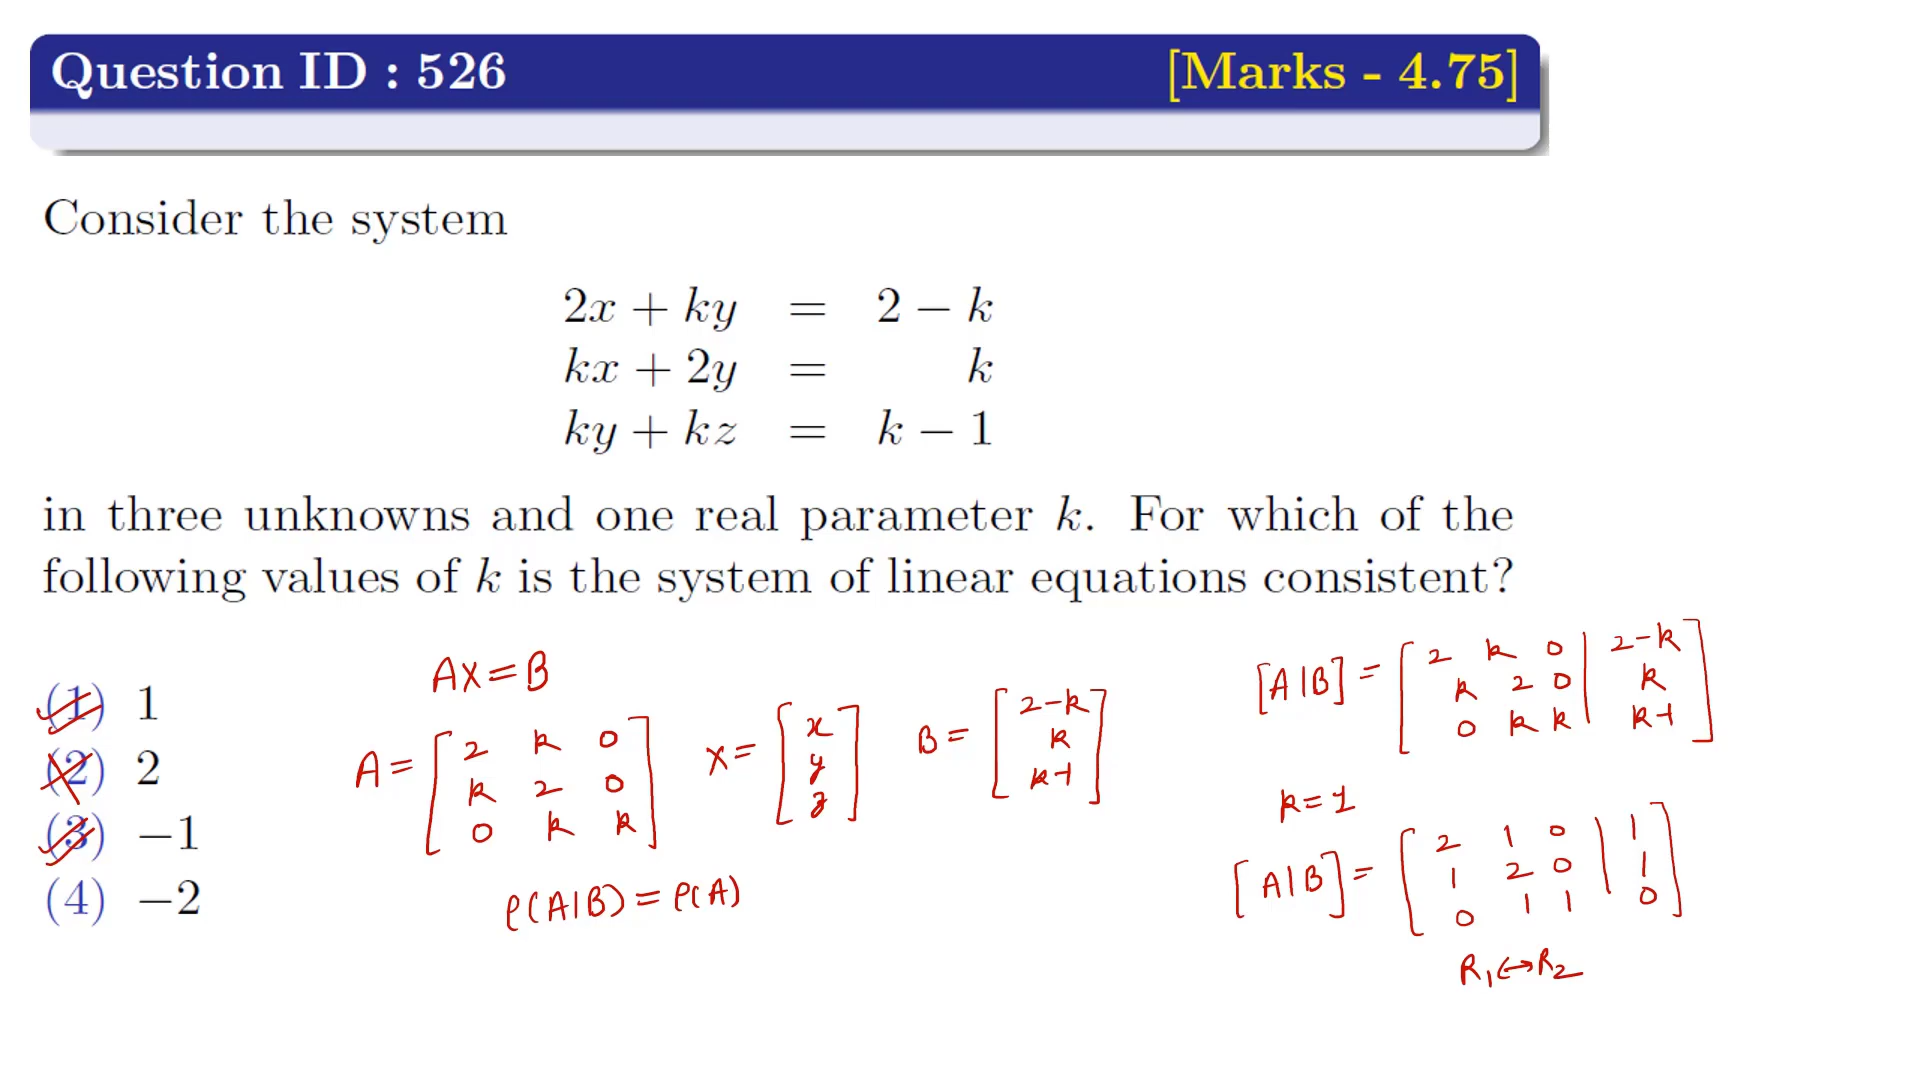 Question ID : 526 [Marks - 4.75]
Consider the system
2x + ky = 2 − k
kx + 2y = k
ky + kz = k − 1
in three unknowns and one real parameter k. For which of the
following values of k is the system of linear equations consistent?
(1) 1
(2) 2
(3) −1
(4) −2
AX = B
A = [2 k 0
k 2 0
0 k k]
X = [x
y
z]
B = [2-k
k
k-1]
ρ(A|B) = ρ(A)
[A|B] = [2 k 0 | 2-k
k 2 0 | k
0 k k | k-1]
k = 1
[A|B] = [2 1 0 | 1
1 2 0 | 1
0 1 1 | 0]
R₁ ↔ R₂